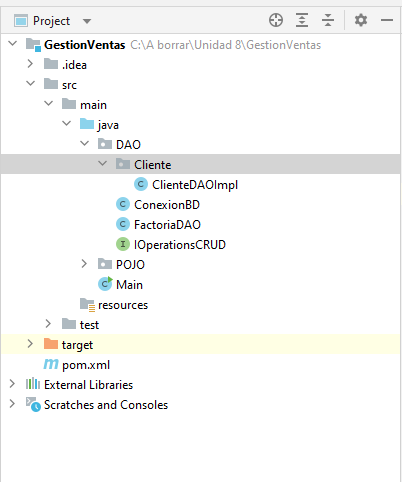 Project
GestionVentas C:\A borrar\Unidad 8\GestionVentas
.idea
src
main
java
DAO
Cliente
C ClienteDAOImpl
C ConexionBD
C FactoriaDAO
I IOperationsCRUD
POJO
C Main
resources
test
target
m pom.xml
External Libraries
Scratches and Consoles